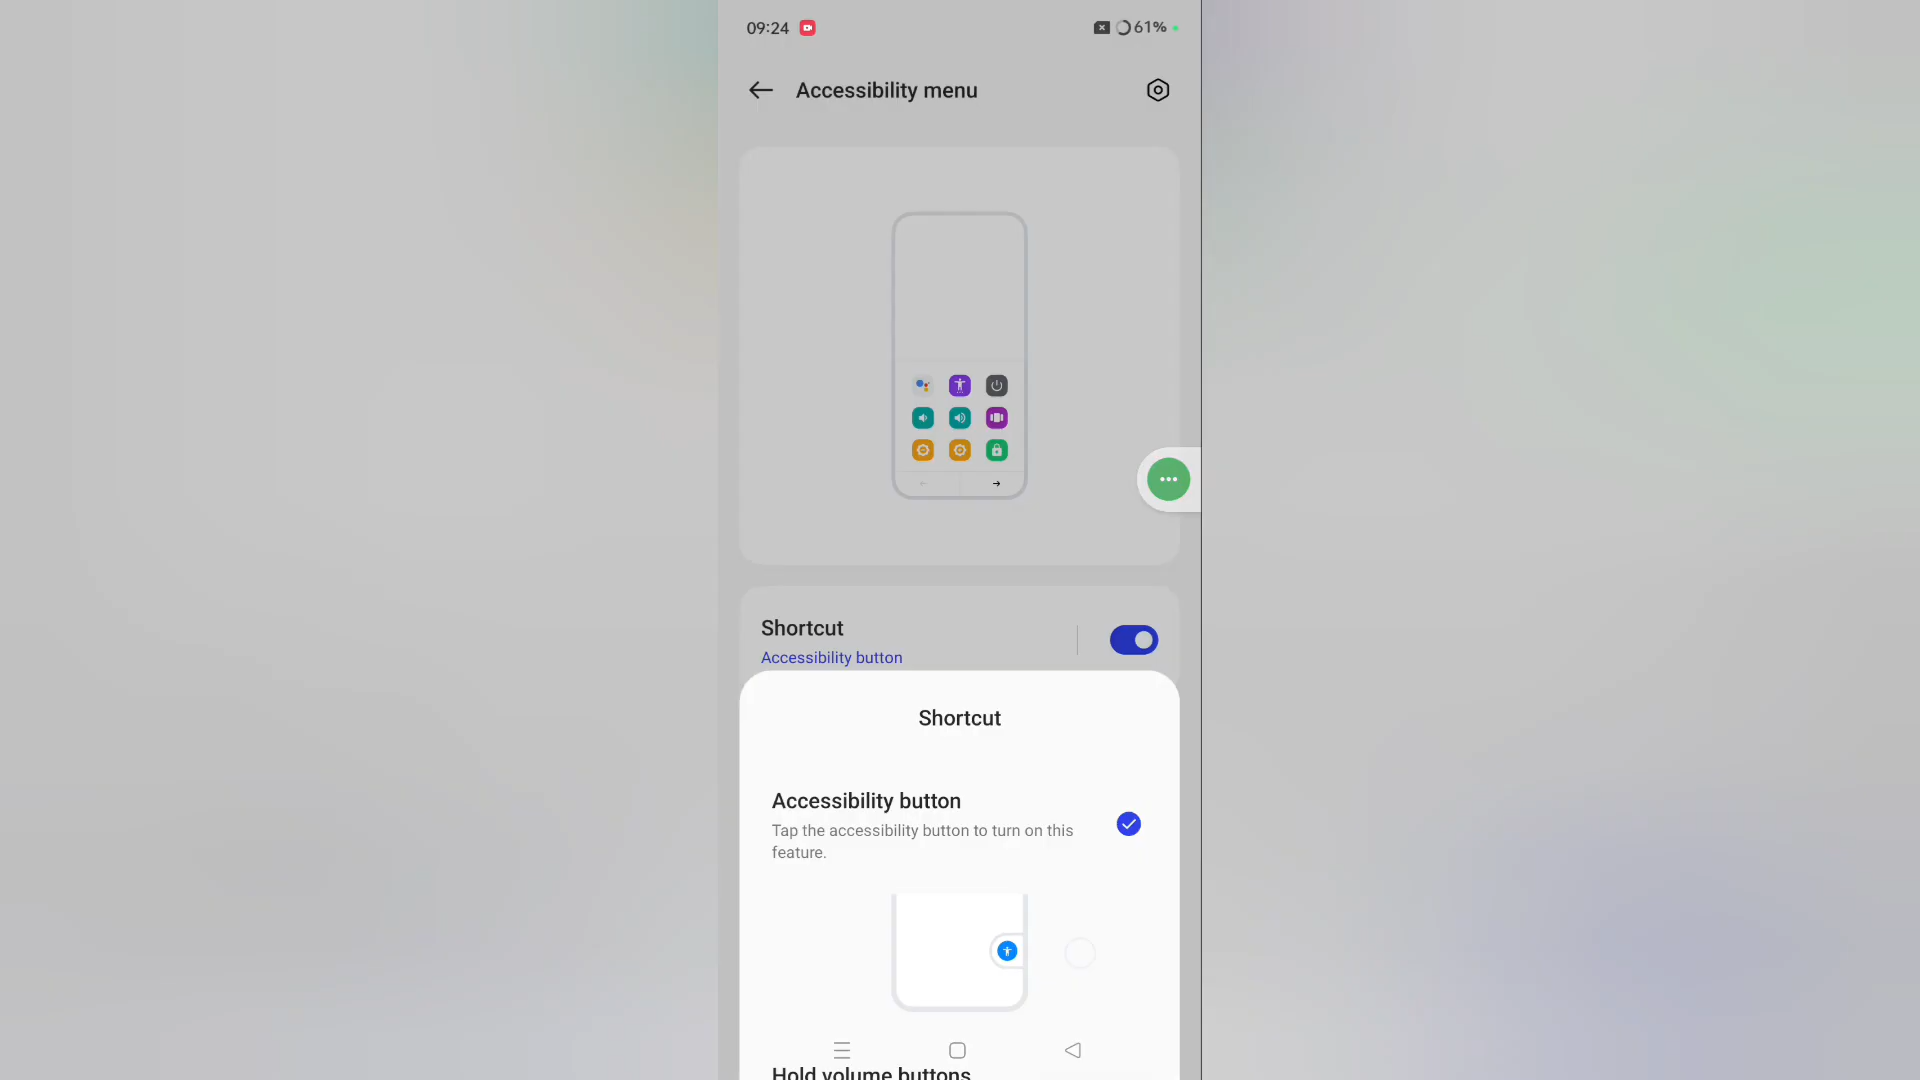 09:24
61%
Accessibility menu
Shortcut
Accessibility button
Shortcut
Accessibility button
Tap the accessibility button to turn on this
feature.
Hold volume buttons